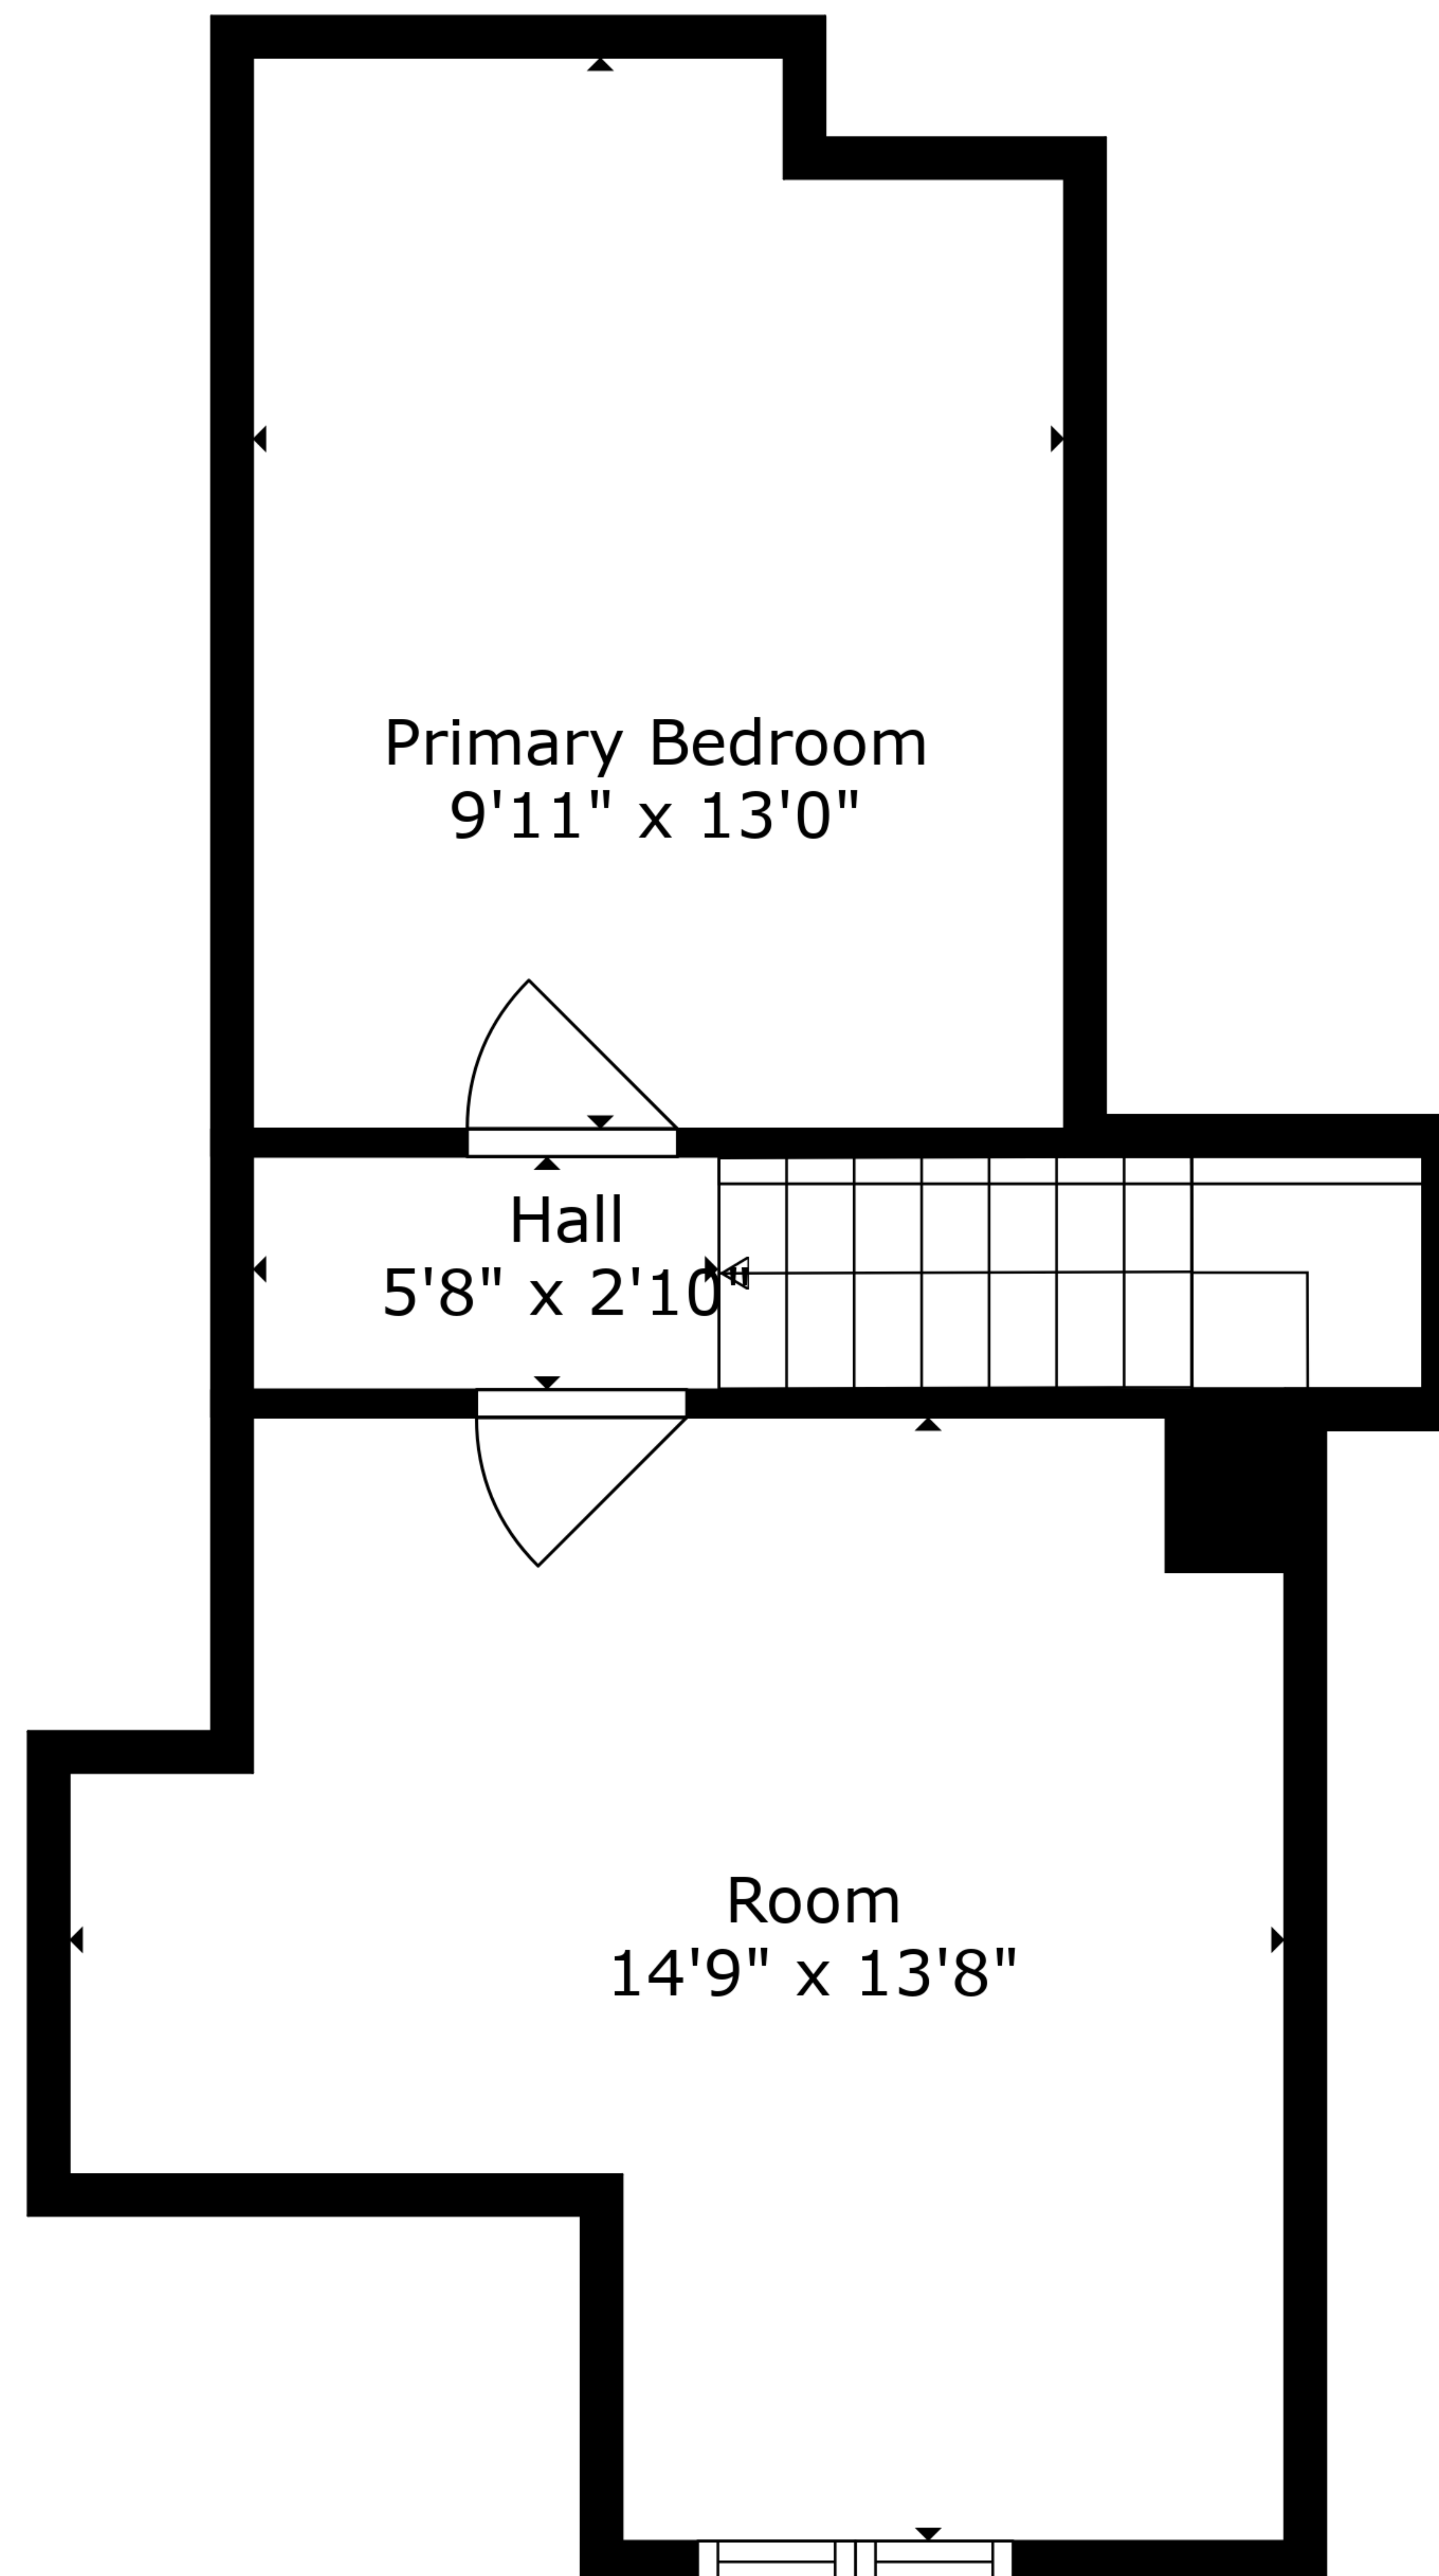 Primary Bedroom
9'11" x 13'0"
Hall
5'8" x 2'10"
Room
14'9" x 13'8"